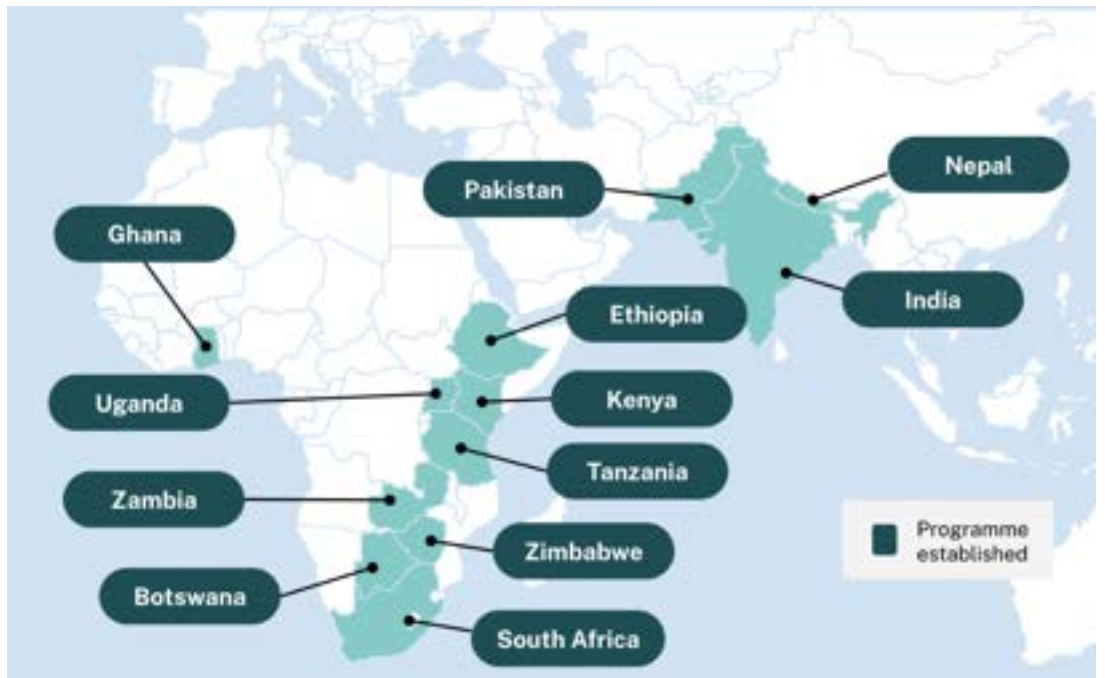 Nepal
Pakistan
Ghana
India
Ethiopia
Uganda
Kenya
Tanzania
Zambia
Programme
established
Zimbabwe
Botswana
South Africa